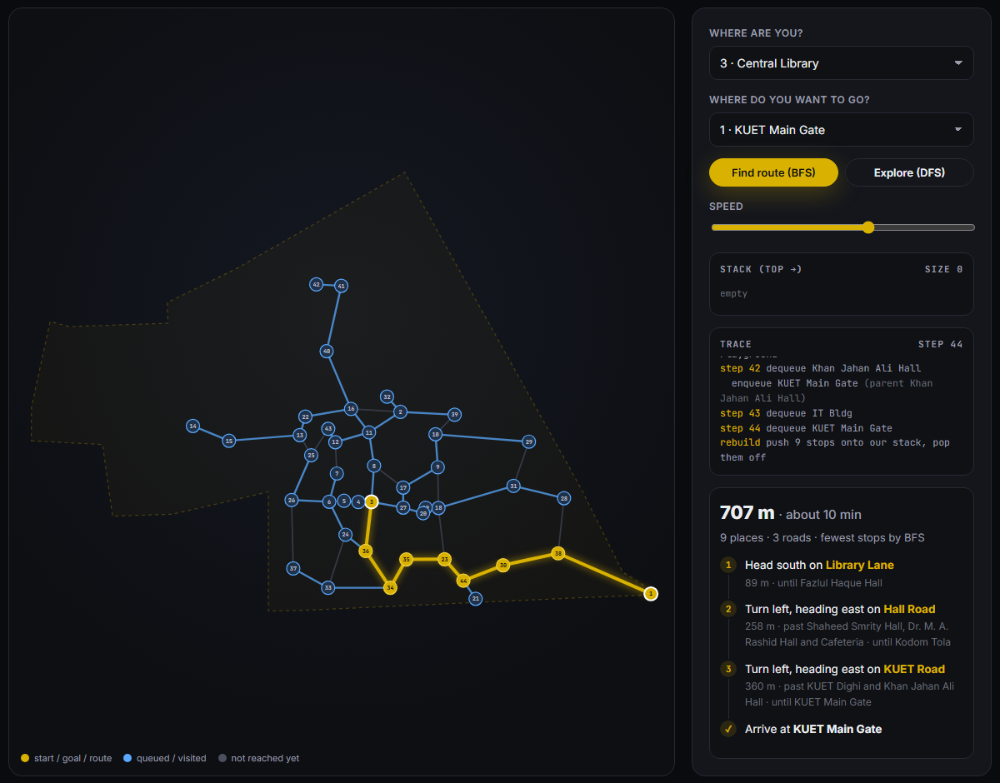 WHERE ARE YOU?
3 · Central Library
WHERE DO YOU WANT TO GO?
1 · KUET Main Gate
Find route (BFS)
Explore (DFS)
SPEED
STACK (TOP →)
SIZE 0
empty
TRACE
STEP 44
step 42 dequeue Khan Jahan Ali Hall
enqueue KUET Main Gate (parent Khan
Jahan Ali Hall)
step 43 dequeue IT Bldg
step 44 dequeue KUET Main Gate
rebuild push 9 stops onto our stack, pop
them off
707 m · about 10 min
9 places · 3 roads · fewest stops by BFS
1 Head south on Library Lane
89 m · until Fazlul Haque Hall
2 Turn left, heading east on Hall Road
258 m · past Shaheed Smrity Hall, Dr. M. A.
Rashid Hall and Cafeteria · until Kodom Tola
3 Turn left, heading east on KUET Road
360 m · past KUET Dighi and Khan Jahan Ali
Hall · until KUET Main Gate
✓ Arrive at KUET Main Gate
42
41
40
32
16
2
39
22
14
43
11
10
13
15
12
29
25
8
9
7
31
17
28
26
6
5
4
3
27
20
18
24
36
38
35
23
30
37
44
33
34
1
21
start / goal / route
queued / visited
not reached yet